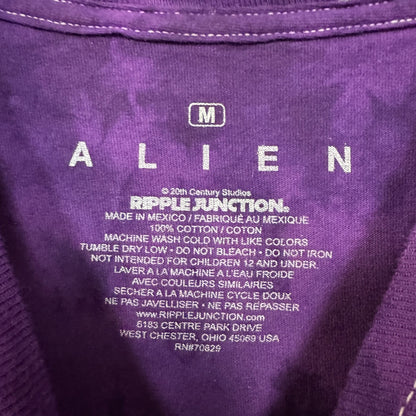 M
ALIEN
© 20th Century Studios
RIPPLE JUNCTION®
MADE IN MEXICO / FABRIQUÉ AU MEXIQUE
100% COTTON / COTON
MACHINE WASH COLD WITH LIKE COLORS
TUMBLE DRY LOW • DO NOT BLEACH • DO NOT IRON
NOT INTENDED FOR CHILDREN 12 AND UNDER.
LAVER A LA MACHINE A L'EAU FROIDE
AVEC COULEURS SIMILAIRES
SECHER A LA MACHINE CYCLE DOUX
NE PAS JAVELLISER • NE PAS REPASSER
www.RIPPLEJUNCTION.com
6183 CENTRE PARK DRIVE
WEST CHESTER, OHIO 45069 USA
RN#70829